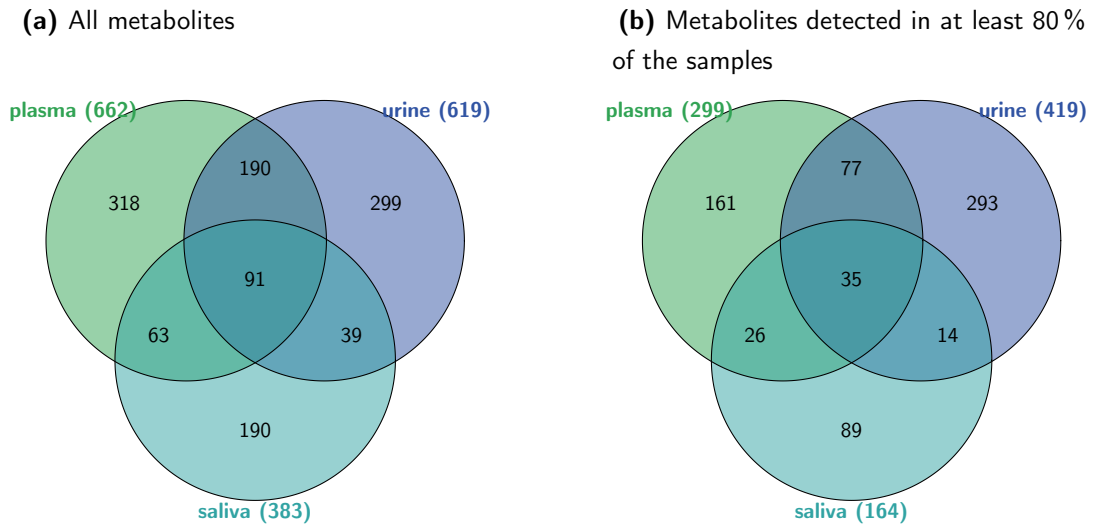 (a) All metabolites
plasma (662)
urine (619)
190
318
299
91
63
39
190
saliva (383)
(b) Metabolites detected in at least 80 %
of the samples
plasma (299)
urine (419)
77
161
293
35
26
14
89
saliva (164)